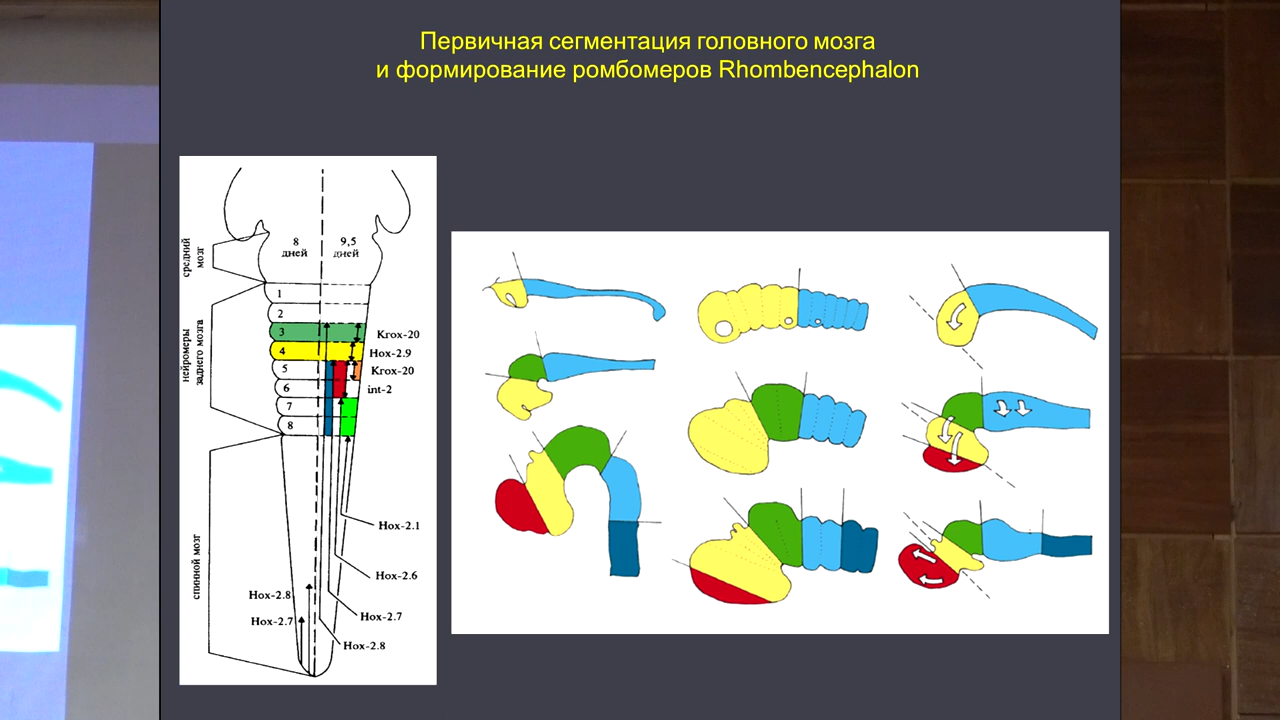 Первичная сегментация головного мозга
и формирование ромбомеров Rhombencephalon
8
дней
9,5
дней
средний
мозг
1
2
3
4
5
6
7
8
нейромеры
заднего мозга
Krox-20
Hox-2.9
Krox-20
int-2
спинной мозг
Hox-2.1
Hox-2.6
Hox-2.8
Hox-2.7
Hox-2.7
Hox-2.8